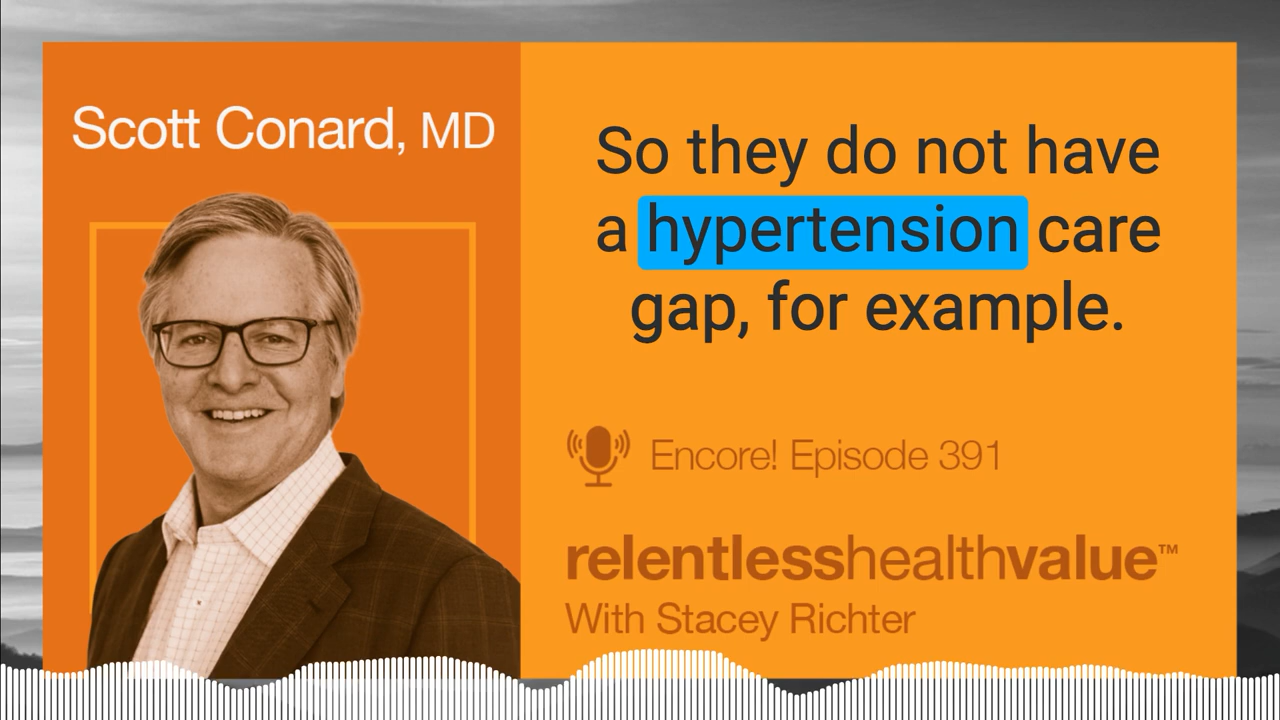 Scott Conard, MD
So they do not have
a hypertension care
gap, for example.
Encore! Episode 391
relentlesshealthvalue™
With Stacey Richter